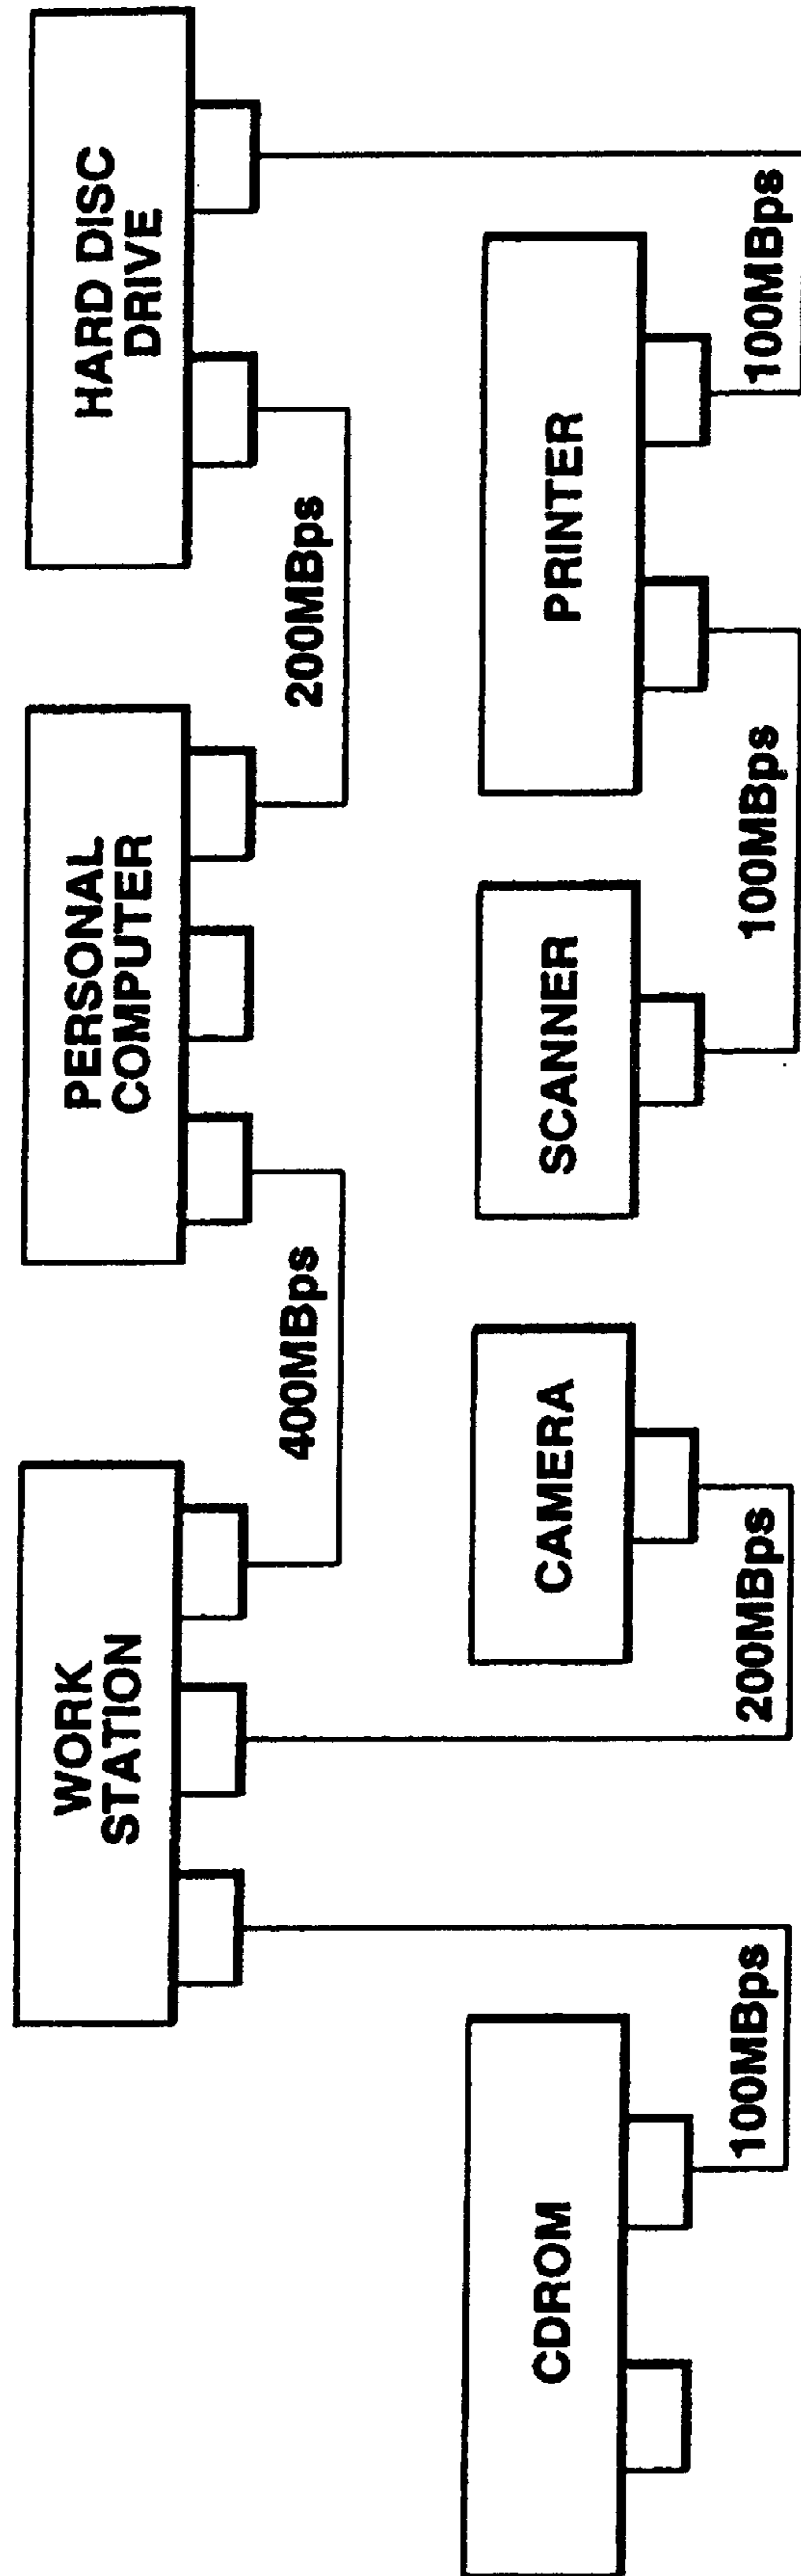 WORK
STATION
PERSONAL
COMPUTER
HARD DISC
DRIVE
400MBps
200MBps
CDROM
CAMERA
SCANNER
PRINTER
100MBps
200MBps
100MBps
100MBps